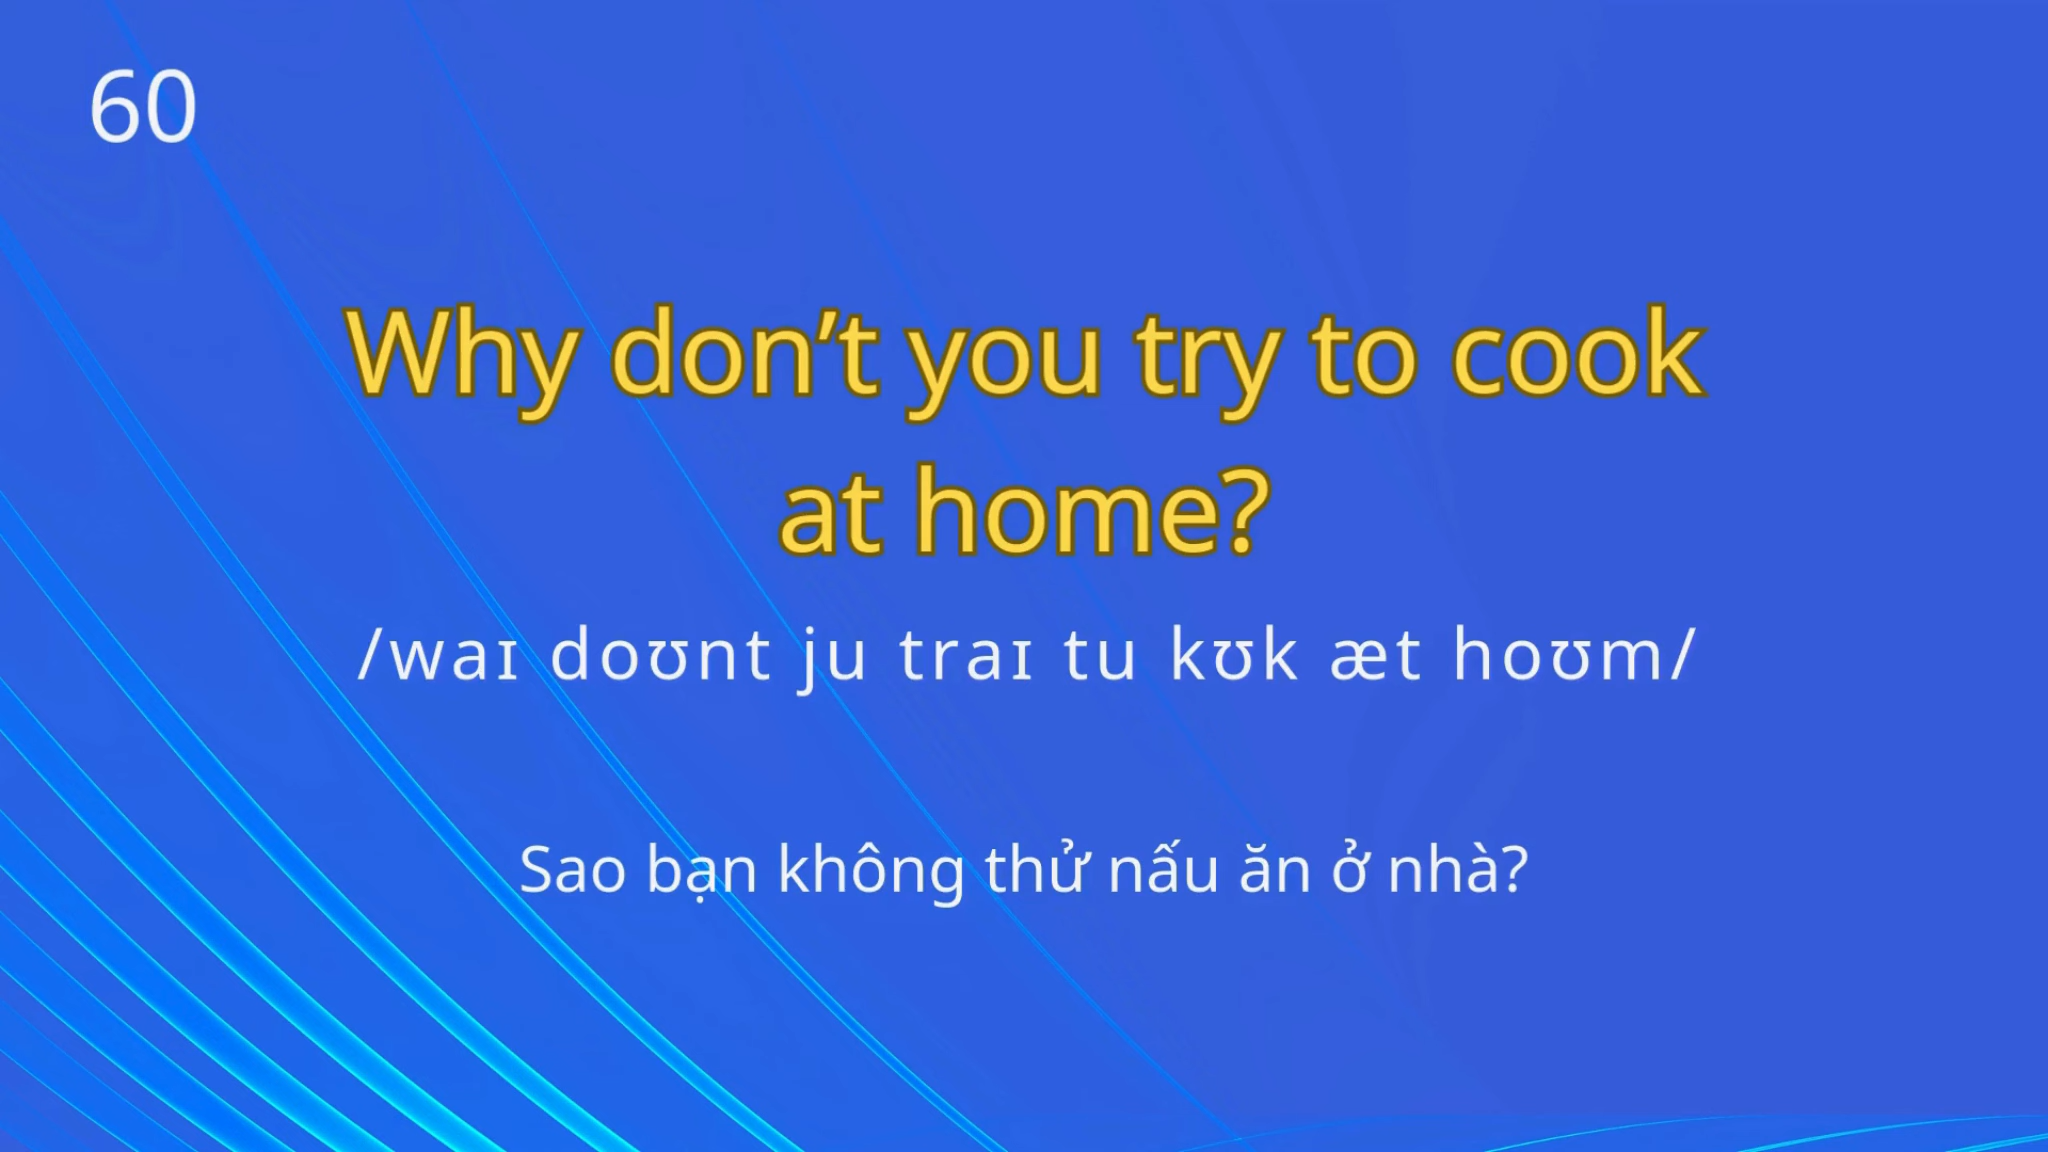 60
Why don’t you try to cook
at home?
/waɪ doʊnt ju traɪ tu kʊk æt hoʊm/
Sao bạn không thử nấu ăn ở nhà?